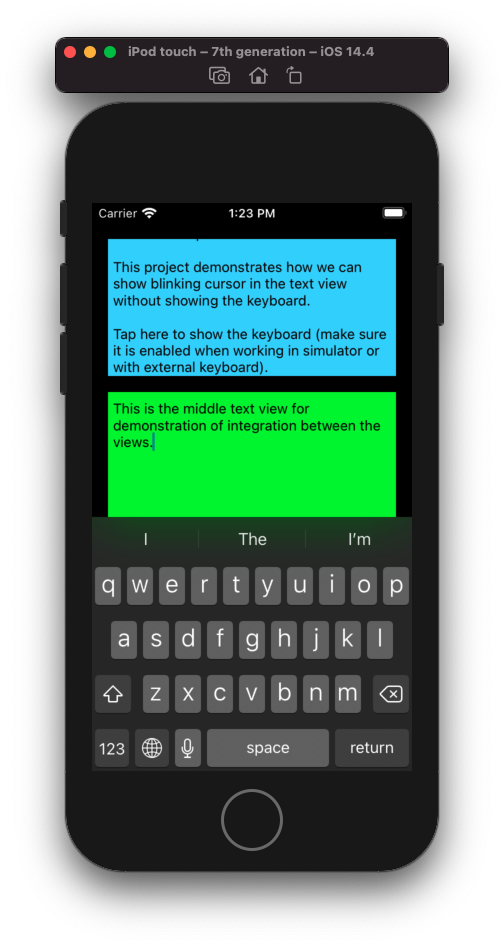 iPod touch – 7th generation – iOS 14.4
Carrier 1:23 PM
This project demonstrates how we can
show blinking cursor in the text view
without showing the keyboard.
Tap here to show the keyboard (make sure
it is enabled when working in simulator or
with external keyboard).
This is the middle text view for
demonstration of integration between the
views.
I The I’m
q w e r t y u i o p
a s d f g h j k l
z x c v b n m
123 space return